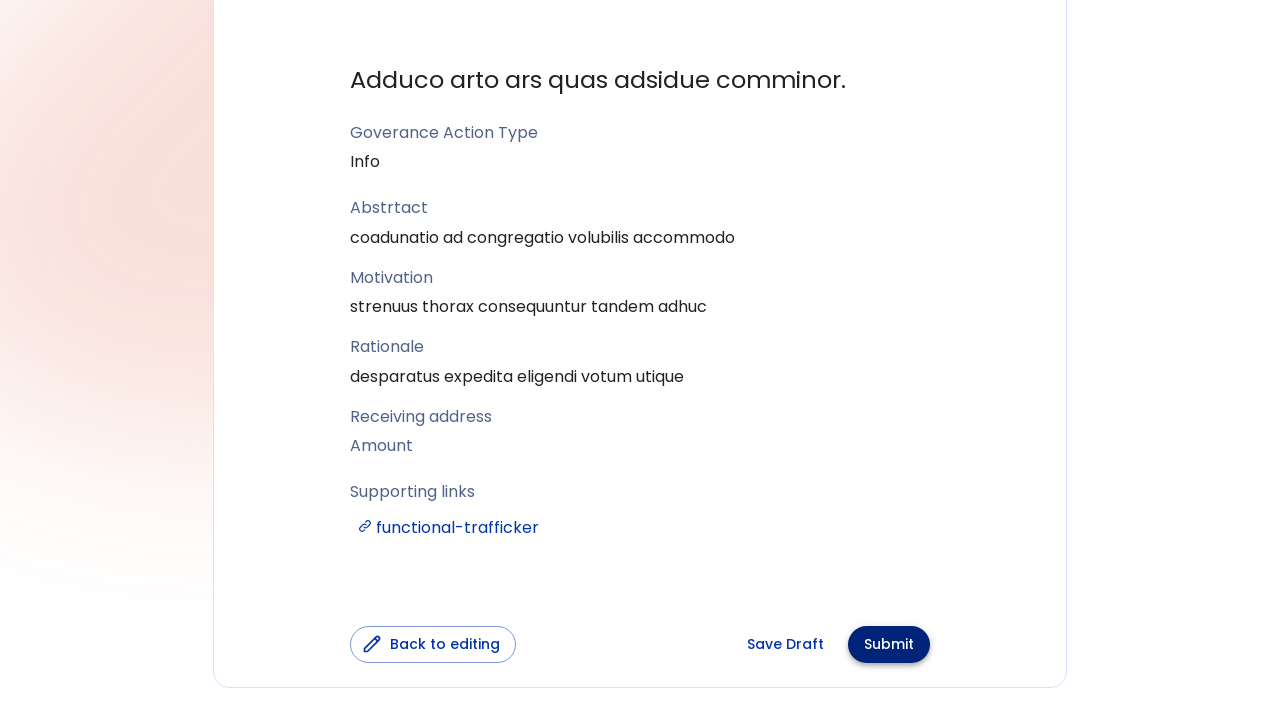 Adduco arto ars quas adsidue comminor.
Goverance Action Type
Info
Abstrtact
coadunatio ad congregatio volubilis accommodo
Motivation
strenuus thorax consequuntur tandem adhuc
Rationale
desparatus expedita eligendi votum utique
Receiving address
Amount
Supporting links
functional-trafficker
Back to editing
Save Draft
Submit